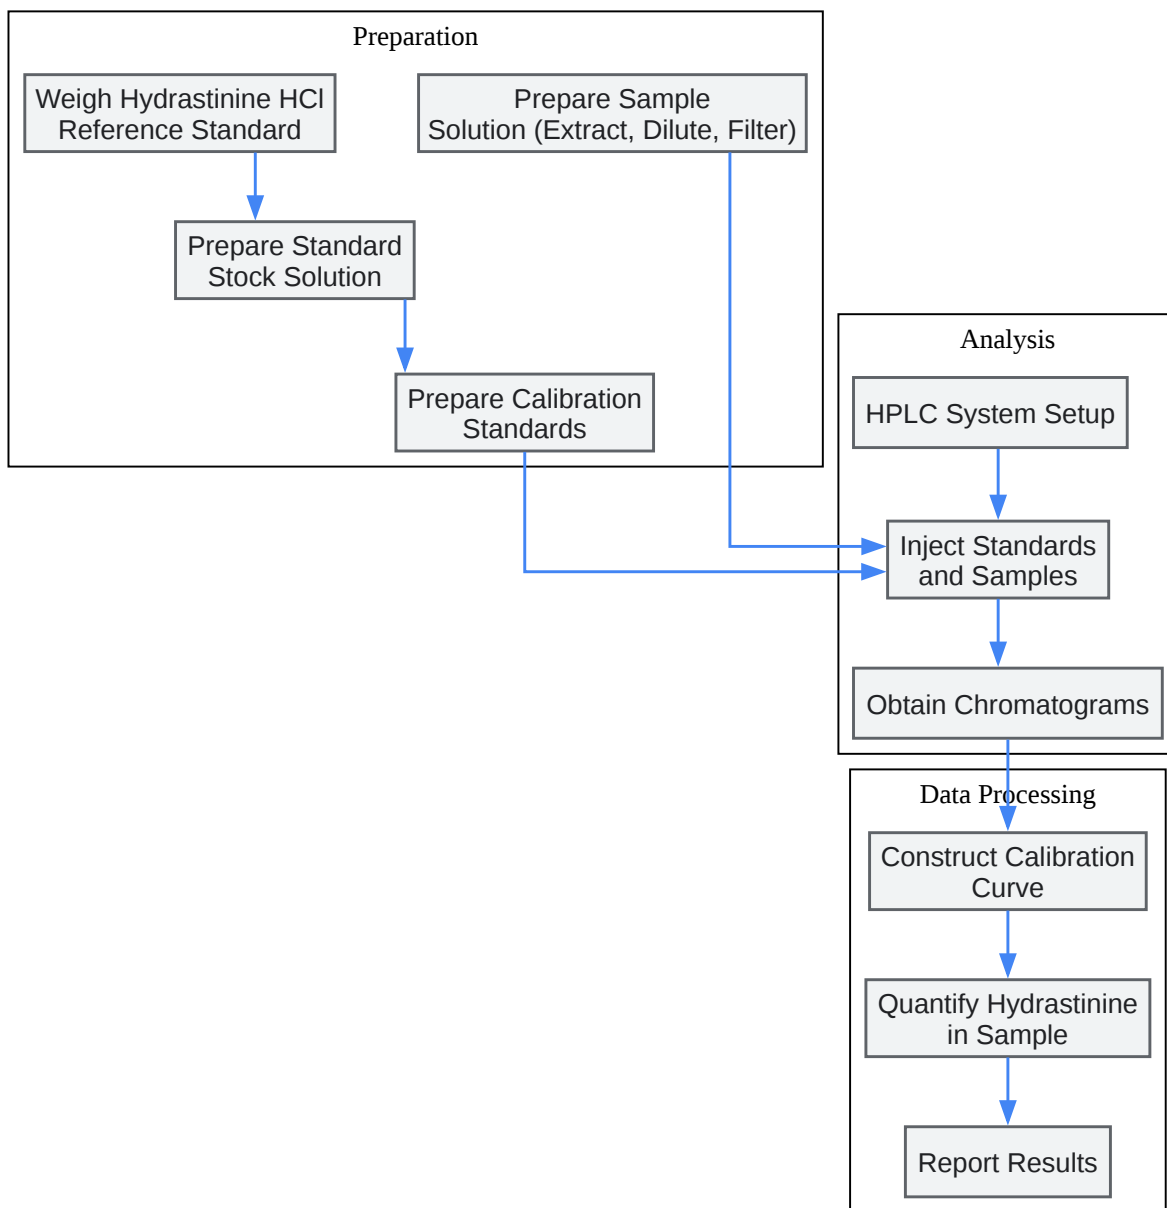 Preparation
Weigh Hydrastinine HCl
Reference Standard
Prepare Sample
Solution (Extract, Dilute, Filter)
Prepare Standard
Stock Solution
Prepare Calibration
Standards
Analysis
HPLC System Setup
Inject Standards
and Samples
Obtain Chromatograms
Data Processing
Construct Calibration
Curve
Quantify Hydrastinine
in Sample
Report Results